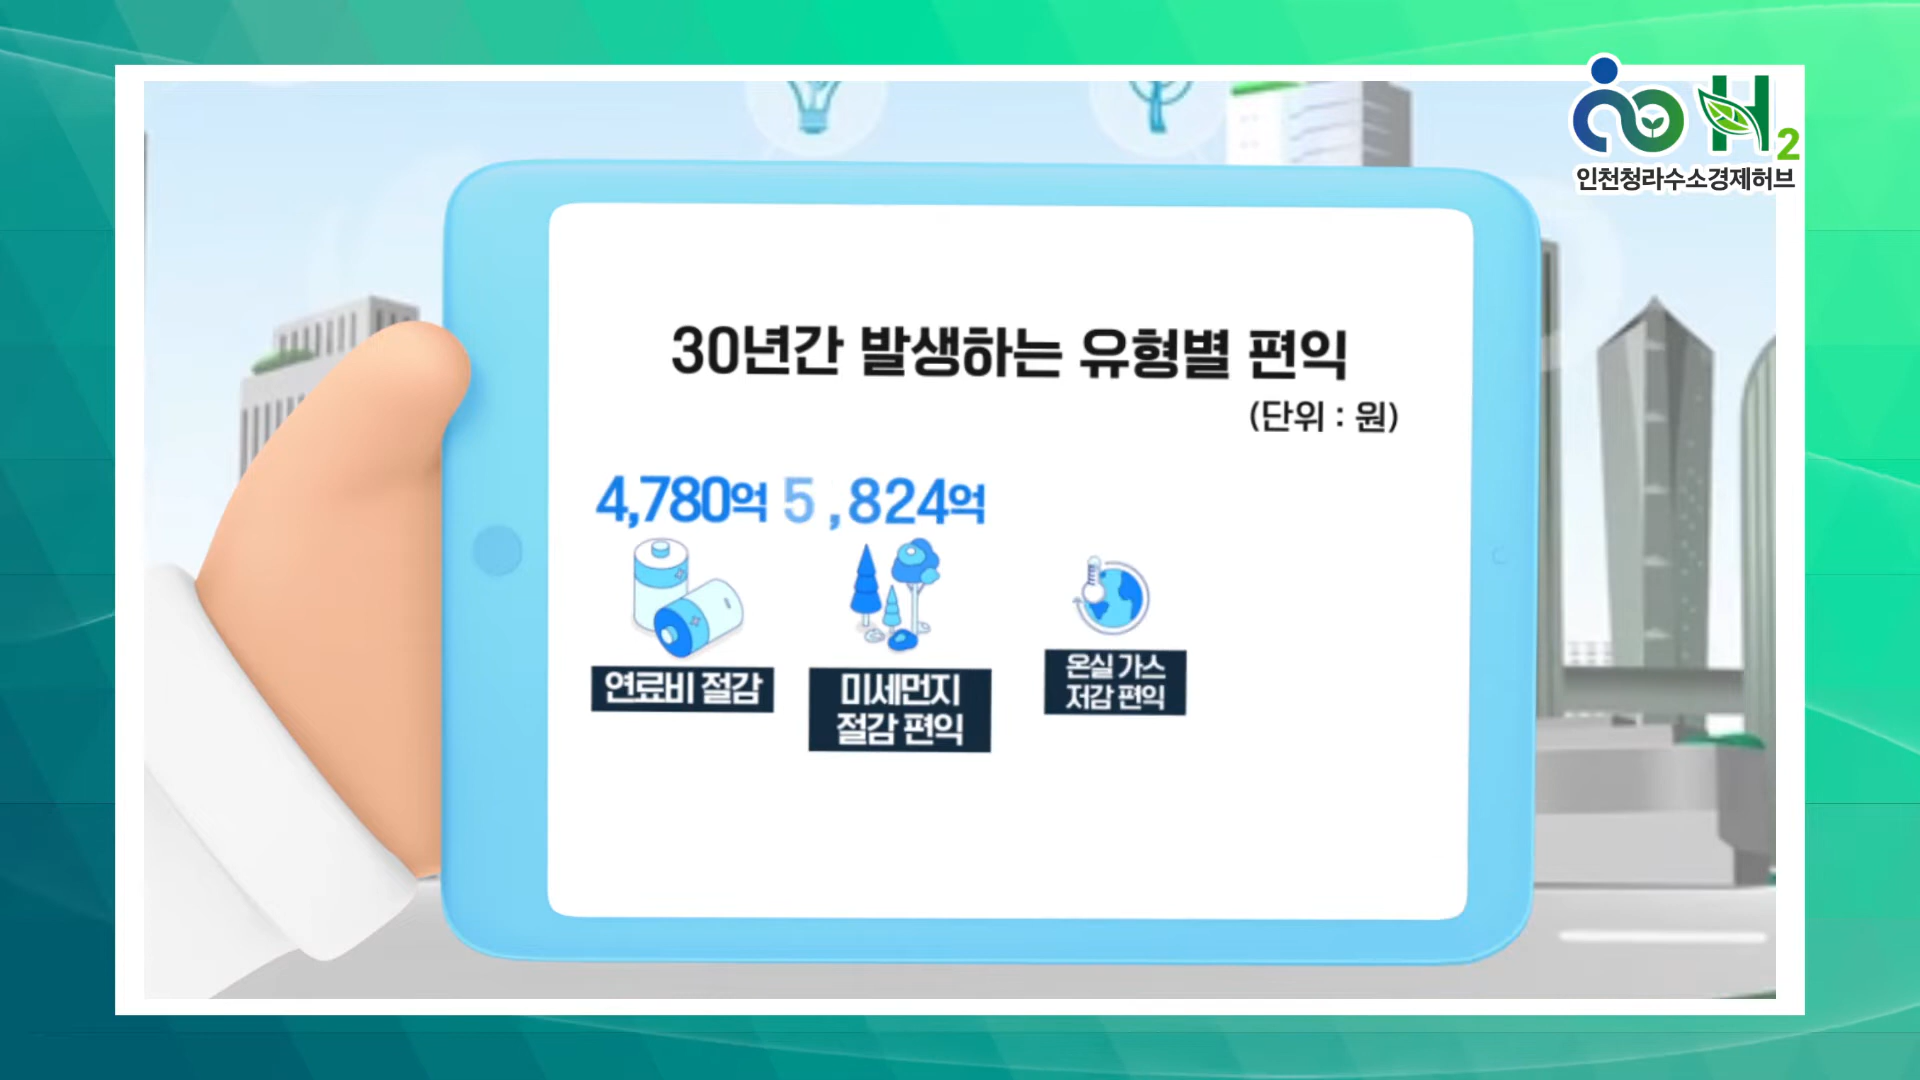 H2
인천청라수소경제허브
30년간 발생하는 유형별 편익
(단위 : 원)
4,780억 5,824억
연료비 절감
미세먼지
절감 편익
온실 가스
저감 편익